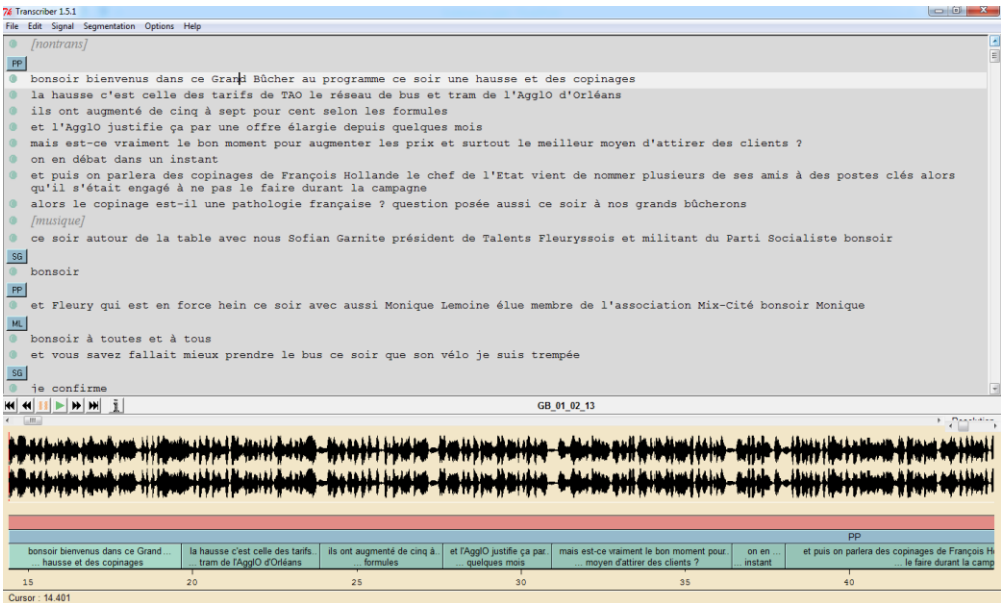 Transcriber 1.5.1
File Edit Signal Segmentation Options Help
[nontrans]
PP
bonsoir bienvenus dans ce Grand Bûcher au programme ce soir une hausse et des copinages
la hausse c'est celle des tarifs de TAO le réseau de bus et tram de l'AgglO d'Orléans
ils ont augmenté de cinq à sept pour cent selon les formules
et l'AgglO justifie ça par une offre élargie depuis quelques mois
mais est-ce vraiment le bon moment pour augmenter les prix et surtout le meilleur moyen d'attirer des clients ?
on en débat dans un instant
et puis on parlera des copinages de François Hollande le chef de l'Etat vient de nommer plusieurs de ses amis à des postes clés alors
qu'il s'était engagé à ne pas le faire durant la campagne
alors le copinage est-il une pathologie française ? question posée aussi ce soir à nos grands bûcherons
[musique]
ce soir autour de la table avec nous Sofian Garnite président de Talents Fleuryssois et militant du Parti Socialiste bonsoir
SG
bonsoir
PP
et Fleury qui est en force hein ce soir avec aussi Monique Lemoine élue membre de l'association Mix-Cité bonsoir Monique
ML
bonsoir à toutes et à tous
et vous savez fallait mieux prendre le bus ce soir que son vélo je suis trempée
SG
je confirme
GB_01_02_13
PP
bonsoir bienvenus dans ce Grand ... la hausse c'est celle des tarifs... ils ont augmenté de cinq à... et l'AgglO justifie ça par... mais est-ce vraiment le bon moment pour... on en ... et puis on parlera des copinages de François H
... hausse et des copinages ... tram de l'AgglO d'Orléans ... formules ... quelques mois ... moyen d'attirer des clients ? ... instant ... le faire durant la camp
15 20 25 30 35 40
Cursor : 14.401